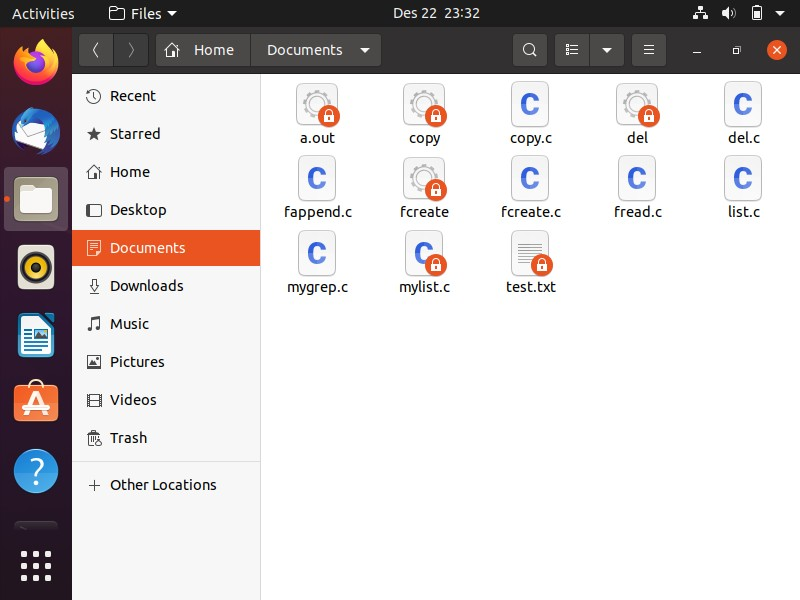 Activities Files Des 22 23:32
Home Documents
Recent
Starred
Home
Desktop
Documents
Downloads
Music
Pictures
Videos
Trash
Other Locations
a.out copy copy.c del del.c
fappend.c fcreate fcreate.c fread.c list.c
mygrep.c mylist.c test.txt